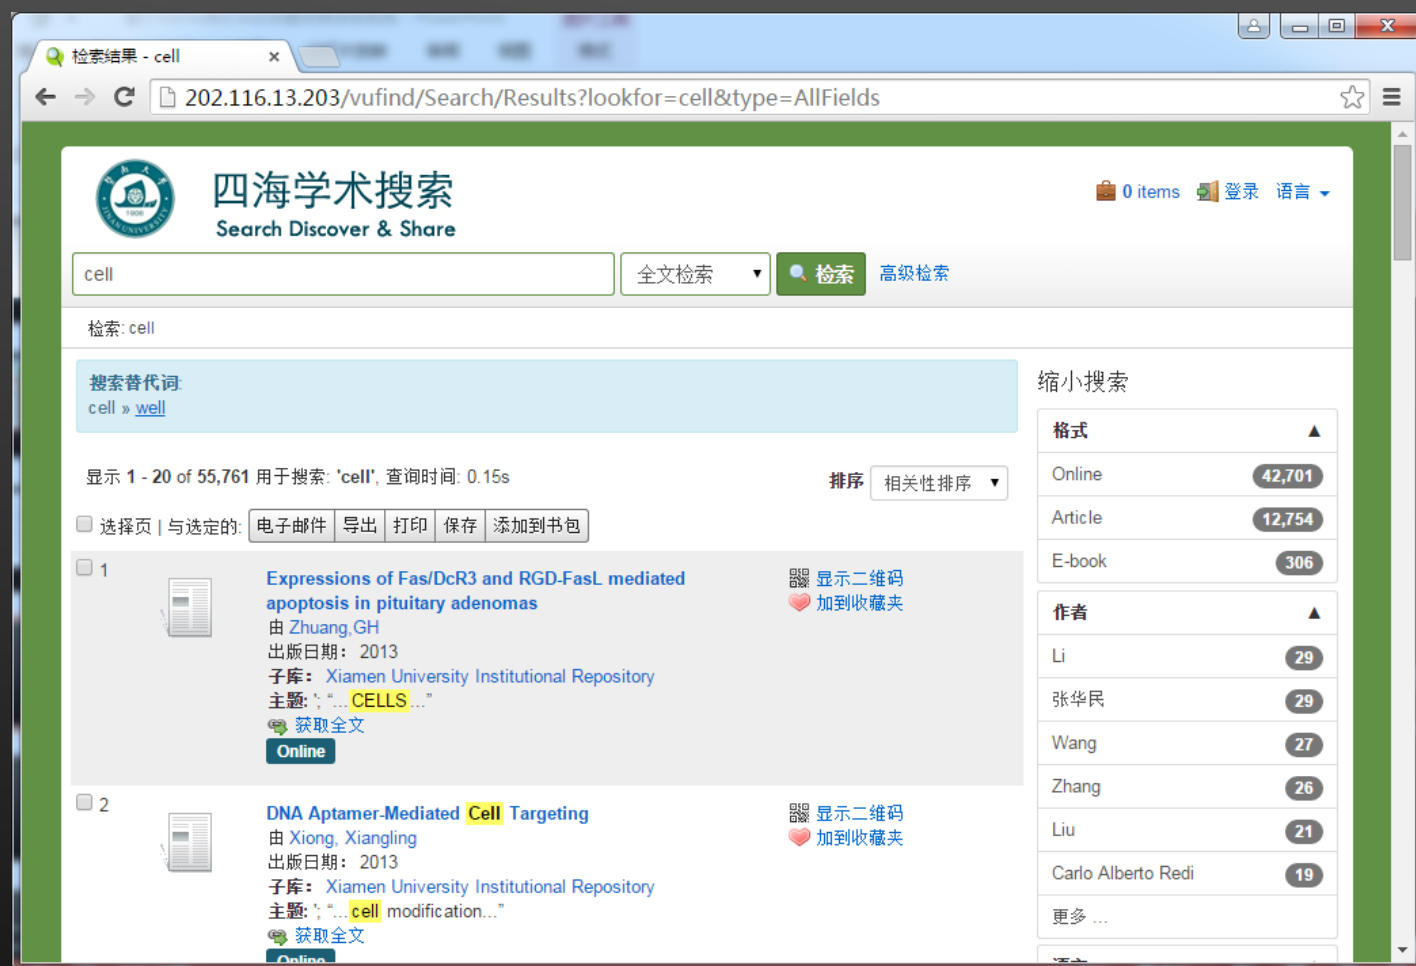 检索结果 - cell
202.116.13.203/vufind/Search/Results?lookfor=cell&type=AllFields
四海学术搜索
Search Discover & Share
0 items 登录 语言
cell 全文检索 检索 高级检索
检索: cell
搜索替代词:
cell » well
显示 1 - 20 of 55,761 用于搜索: 'cell', 查询时间: 0.15s 排序 相关性排序
选择页 | 与选定的: 电子邮件 导出 打印 保存 添加到书包
1
Expressions of Fas/DcR3 and RGD-FasL mediated
apoptosis in pituitary adenomas
由 Zhuang,GH
出版日期： 2013
子库： Xiamen University Institutional Repository
主题: '; “...CELLS...”
获取全文
Online
显示二维码
加到收藏夹
2
DNA Aptamer-Mediated Cell Targeting
由 Xiong, Xiangling
出版日期： 2013
子库： Xiamen University Institutional Repository
主题: '; “...cell modification...”
获取全文
Online
显示二维码
加到收藏夹
缩小搜索
格式
Online 42,701
Article 12,754
E-book 306
作者
Li 29
张华民 29
Wang 27
Zhang 26
Liu 21
Carlo Alberto Redi 19
更多 ...